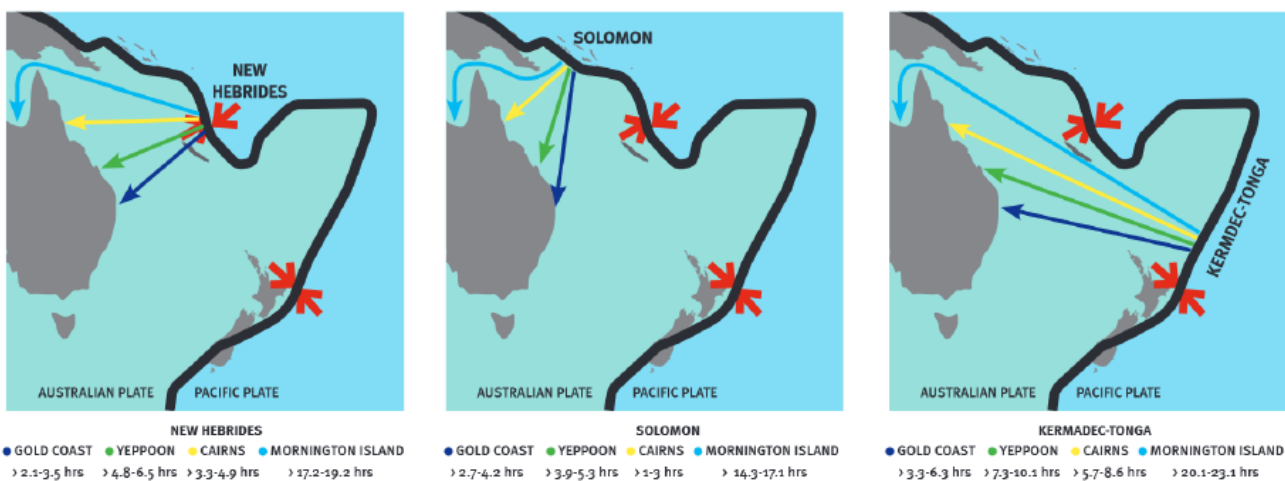 NEW
HEBRIDES
AUSTRALIAN PLATE PACIFIC PLATE
NEW HEBRIDES
GOLD COAST YEPPOON CAIRNS MORNINGTON ISLAND
> 2.1-3.5 hrs > 4.8-6.5 hrs > 3.3-4.9 hrs > 17.2-19.2 hrs
SOLOMON
AUSTRALIAN PLATE PACIFIC PLATE
SOLOMON
GOLD COAST YEPPOON CAIRNS MORNINGTON ISLAND
> 2.7-4.2 hrs > 3.9-5.3 hrs > 1-3 hrs > 14.3-17.1 hrs
KERMDEC-TONGA
AUSTRALIAN PLATE PACIFIC PLATE
KERMADEC-TONGA
GOLD COAST YEPPOON CAIRNS MORNINGTON ISLAND
> 3.3-6.3 hrs > 7.3-10.1 hrs > 5.7-8.6 hrs > 20.1-23.1 hrs